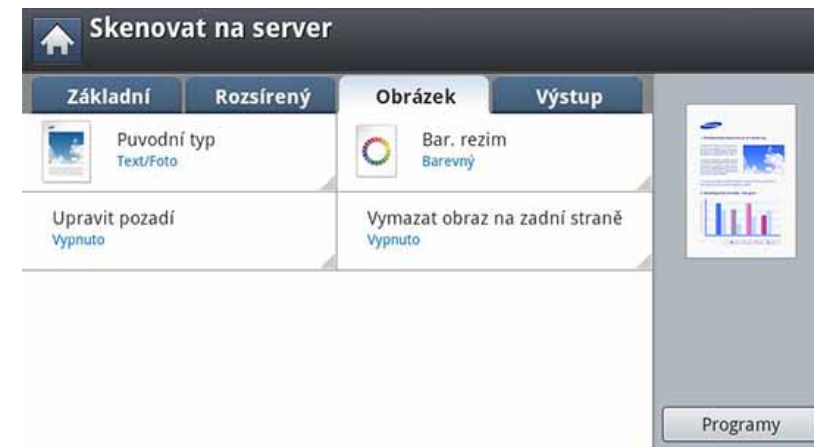 Skenovat na server
Základní
Rozsírený
Obrázek
Výstup
Puvodní typ
Text/Foto
Bar. rezim
Barevný
Upravit pozadí
Vypnuto
Vymazat obraz na zadní straně
Vypnuto
Programy